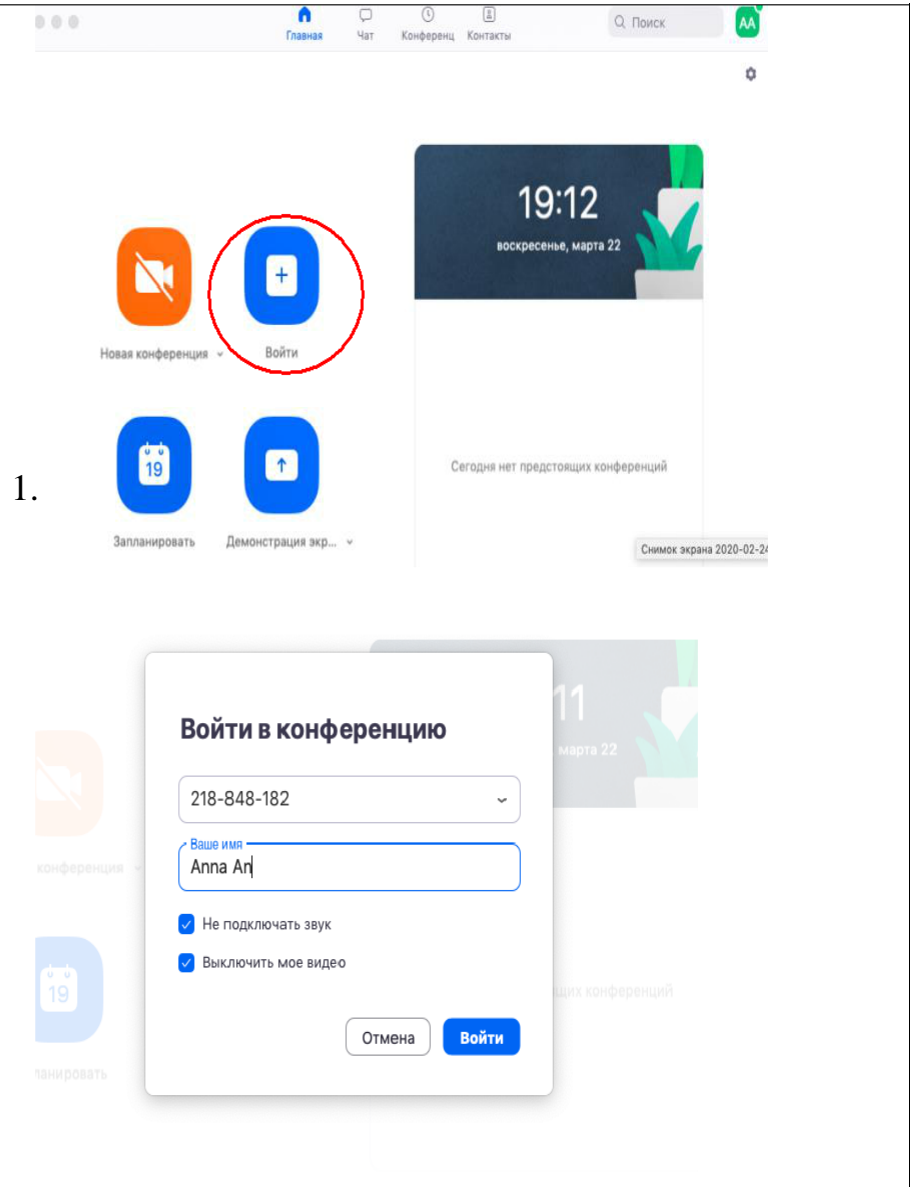 Главная
Чат
Конференц
Контакты
Поиск
AA
19:12
воскресенье, марта 22
Новая конференция
Войти
19
1.
Сегодня нет предстоящих конференций
Запланировать
Демонстрация экр...
Снимок экрана 2020-02-24
11
марта 22
Войти в конференцию
218-848-182
Ваше имя
Anna An
конференция
Не подключать звук
Выключить мое видео
19
щих конференций
Отмена
Войти
ланировать